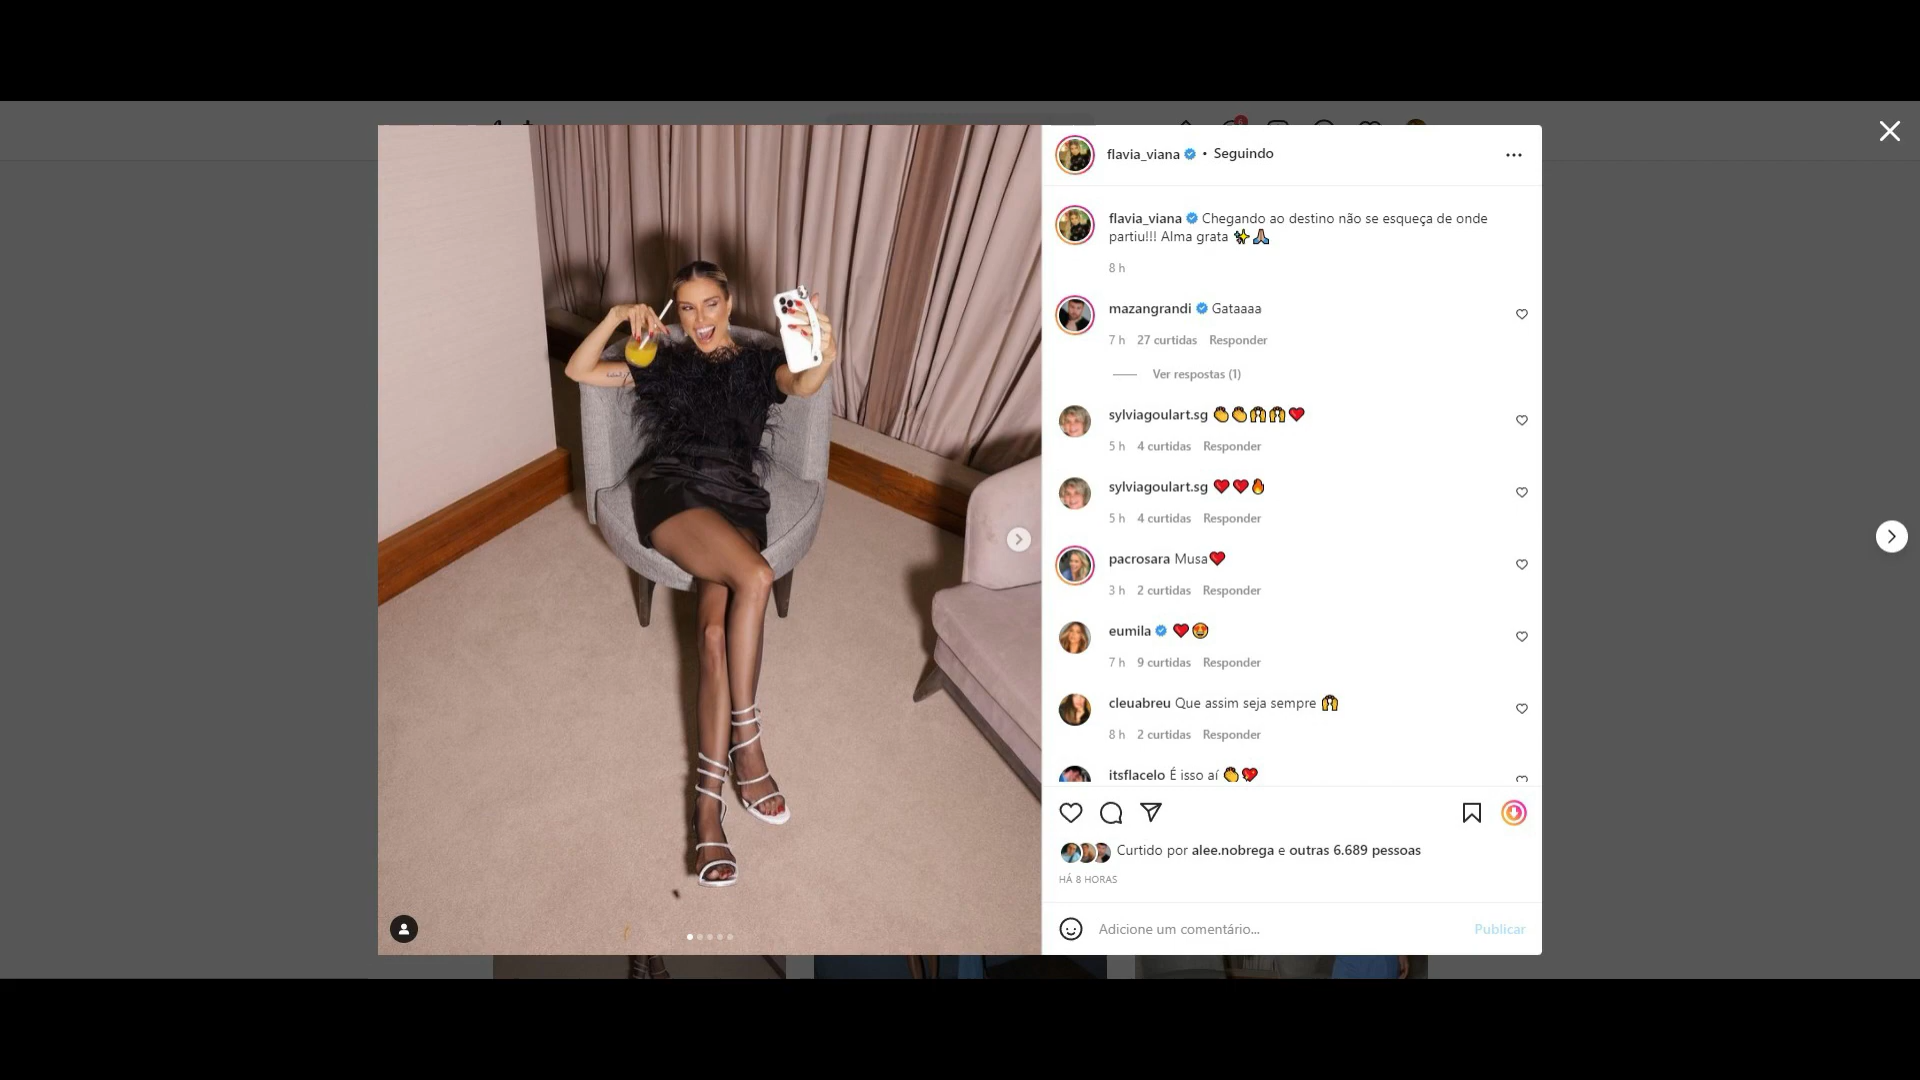 flavia_viana • Seguindo
flavia_viana Chegando ao destino não se esqueça de onde
partiu!!! Alma grata ✨🙏🏽
8 h
mazangrandi Gataaaa
7 h 27 curtidas Responder
Ver respostas (1)
sylviagoulart.sg 👏👏🙌🙌❤️
5 h 4 curtidas Responder
sylviagoulart.sg ❤️❤️🔥
5 h 4 curtidas Responder
pacrosara Musa❤️
3 h 2 curtidas Responder
eumila ❤️😍
7 h 9 curtidas Responder
cleuabreu Que assim seja sempre 🙌
8 h 2 curtidas Responder
itsflacelo É isso aí 👏❤️
Curtido por alee.nobrega e outras 6.689 pessoas
HÁ 8 HORAS
Adicione um comentário...
Publicar